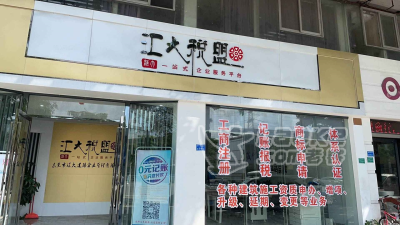 汇大税盟
一站式企业服务平台
汇大税盟
0元记账
工商注册
记账报税
商标申请
体系认证
各种建筑施工资质申办、增项、
升级、延期、变更等业务